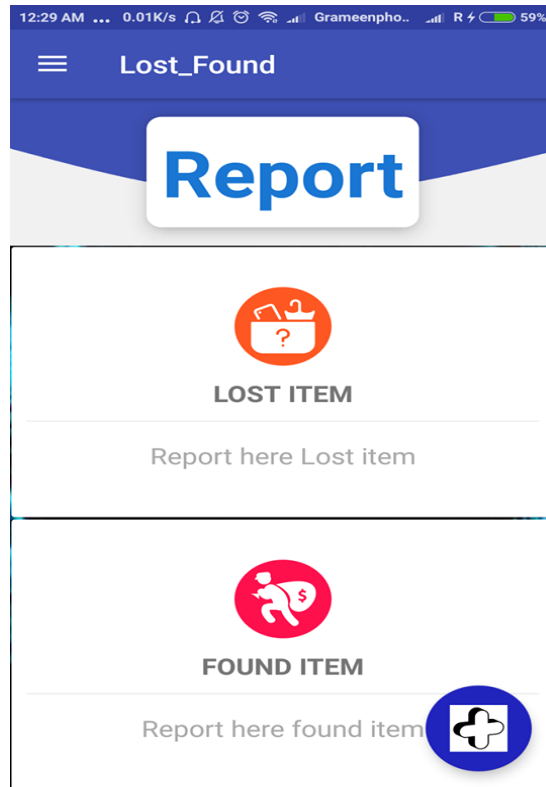 12:29 AM ... 0.01K/s Grameenpho.. R 59%
Lost_Found
Report
?
LOST ITEM
Report here Lost item
$
FOUND ITEM
Report here found item